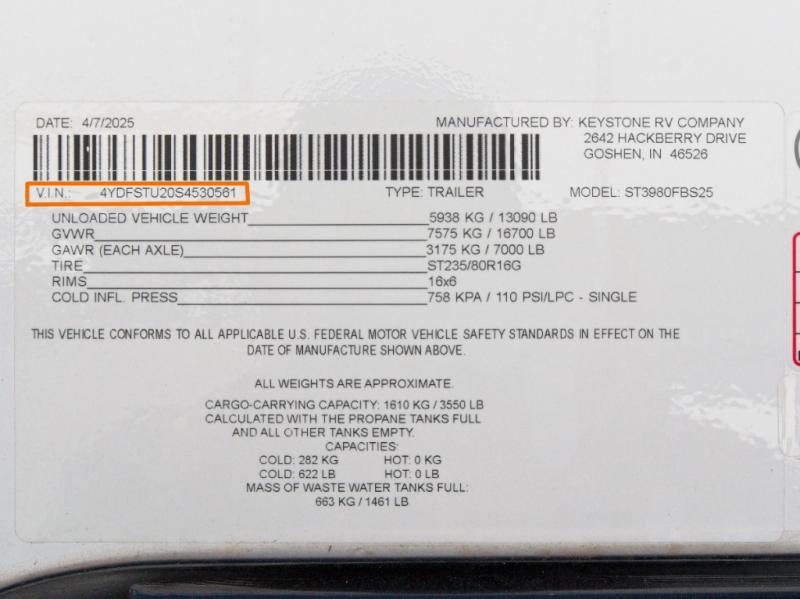 DATE: 4/7/2025
MANUFACTURED BY: KEYSTONE RV COMPANY
2642 HACKBERRY DRIVE
GOSHEN, IN 46526
V.I.N.: 4YDFSTU20S4530561 TYPE: TRAILER MODEL: ST3980FBS25
UNLOADED VEHICLE WEIGHT 5938 KG / 13090 LB
GVWR 7575 KG / 16700 LB
GAWR (EACH AXLE) 3175 KG / 7000 LB
TIRE ST235/80R16G
RIMS 16x6
COLD INFL. PRESS 758 KPA / 110 PSI/LPC - SINGLE
THIS VEHICLE CONFORMS TO ALL APPLICABLE U.S. FEDERAL MOTOR VEHICLE SAFETY STANDARDS IN EFFECT ON THE
DATE OF MANUFACTURE SHOWN ABOVE.
ALL WEIGHTS ARE APPROXIMATE.
CARGO-CARRYING CAPACITY: 1610 KG / 3550 LB
CALCULATED WITH THE PROPANE TANKS FULL
AND ALL OTHER TANKS EMPTY.
CAPACITIES:
COLD: 282 KG HOT: 0 KG
COLD: 622 LB HOT: 0 LB
MASS OF WASTE WATER TANKS FULL:
663 KG / 1461 LB